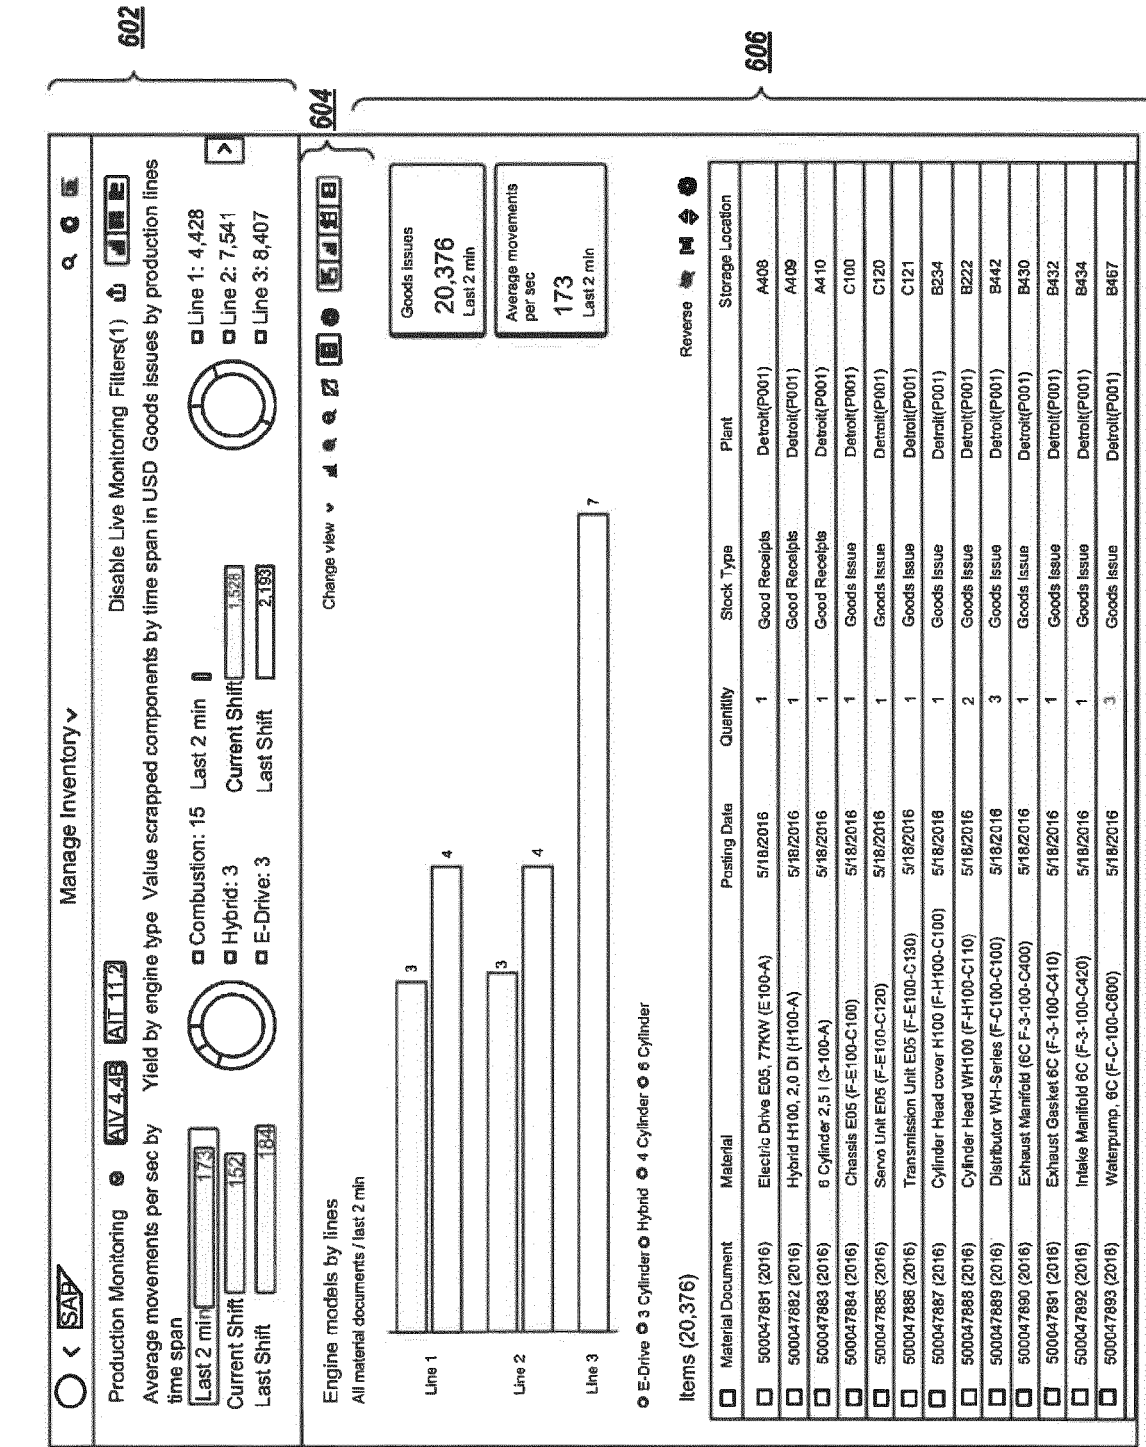 602
604
606
SAP
Manage Inventory
Production Monitoring AIV 4.4B AIT 11.2 Disable Live Monitoring Filters(1)
Average movements per sec by time span
Last 2 min 173
Current Shift 152
Last Shift 184
Yield by engine type
Combustion: 15
Hybrid: 3
E-Drive: 3
Value scrapped components by time span in USD
Last 2 min
Current Shift 1,528
Last Shift 2,193
Goods issues by production lines
Line 1: 4,428
Line 2: 7,541
Line 3: 8,407
>
Engine models by lines
All material documents / last 2 min
Change view
Line 1 3
4
Line 2 3
4
Line 3 7
Goods issues
20,376
Last 2 min
Average movements
per sec
173
Last 2 min
E-Drive 3 Cylinder Hybrid 4 Cylinder 6 Cylinder
Items (20,376) Reverse
Material Document Material Posting Date Quenitity Stock Type Plant Storage Location
500047881 (2016) Electric Drive E05, 77KW (E100-A) 5/18/2016 1 Good Receipts Detroit(P001) A408
500047882 (2016) Hybrid H100, 2,0 DI (H100-A) 5/18/2016 1 Good Receipts Detroit(P001) A409
500047883 (2016) 6 Cylinder 2,5 l (3-100-A) 5/18/2016 1 Good Receipts Detroit(P001) A410
500047884 (2016) Chassis E05 (F-E100-C100) 5/18/2016 1 Goods Issue Detroit(P001) C100
500047885 (2016) Servo Unit E05 (F-E100-C120) 5/18/2016 1 Goods Issue Detroit(P001) C120
500047886 (2016) Transmission Unit E05 (F-E100-C130) 5/18/2016 1 Goods Issue Detroit(P001) C121
500047887 (2016) Cylinder Head cover H100 (F-H100-C100) 5/18/2016 1 Goods Issue Detroit(P001) B234
500047888 (2016) Cylinder Head WH100 (F-H100-C110) 5/18/2016 2 Goods Issue Detroit(P001) B222
500047889 (2016) Distributor WH-Series (F-C100-C100) 5/18/2016 3 Goods Issue Detroit(P001) B442
500047890 (2016) Exhaust Manifold (6C F-3-100-C400) 5/18/2016 1 Goods Issue Detroit(P001) B430
500047891 (2016) Exhaust Gasket 6C (F-3-100-C410) 5/18/2016 1 Goods Issue Detroit(P001) B432
500047892 (2016) Intake Manifold 6C (F-3-100-C420) 5/18/2016 1 Goods Issue Detroit(P001) B434
500047893 (2016) Waterpump, 6C (F-C-100-C600) 5/18/2016 3 Goods Issue Detroit(P001) B467